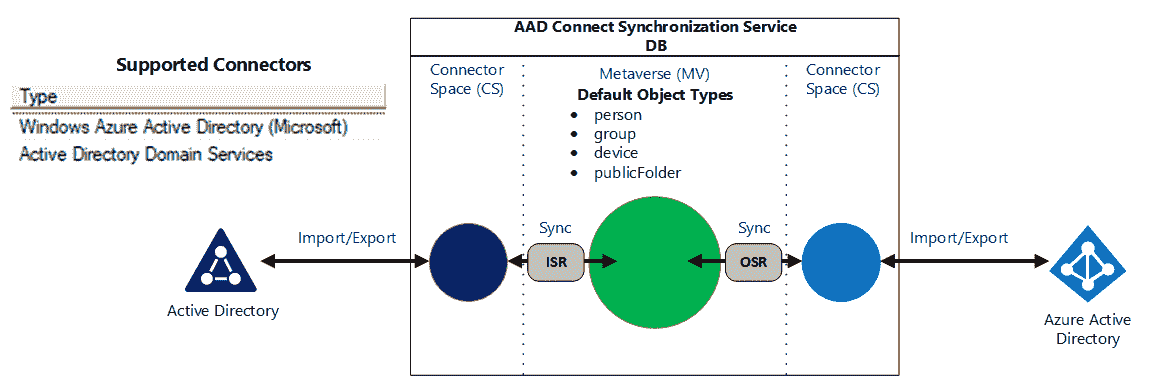 AAD Connect Synchronization Service
DB
Supported Connectors
Type
Windows Azure Active Directory (Microsoft)
Active Directory Domain Services
Connector
Space (CS)
Metaverse (MV)
Default Object Types
• person
• group
• device
• publicFolder
Connector
Space (CS)
Import/Export
Sync
ISR
Sync
OSR
Import/Export
Active Directory
Azure Active
Directory